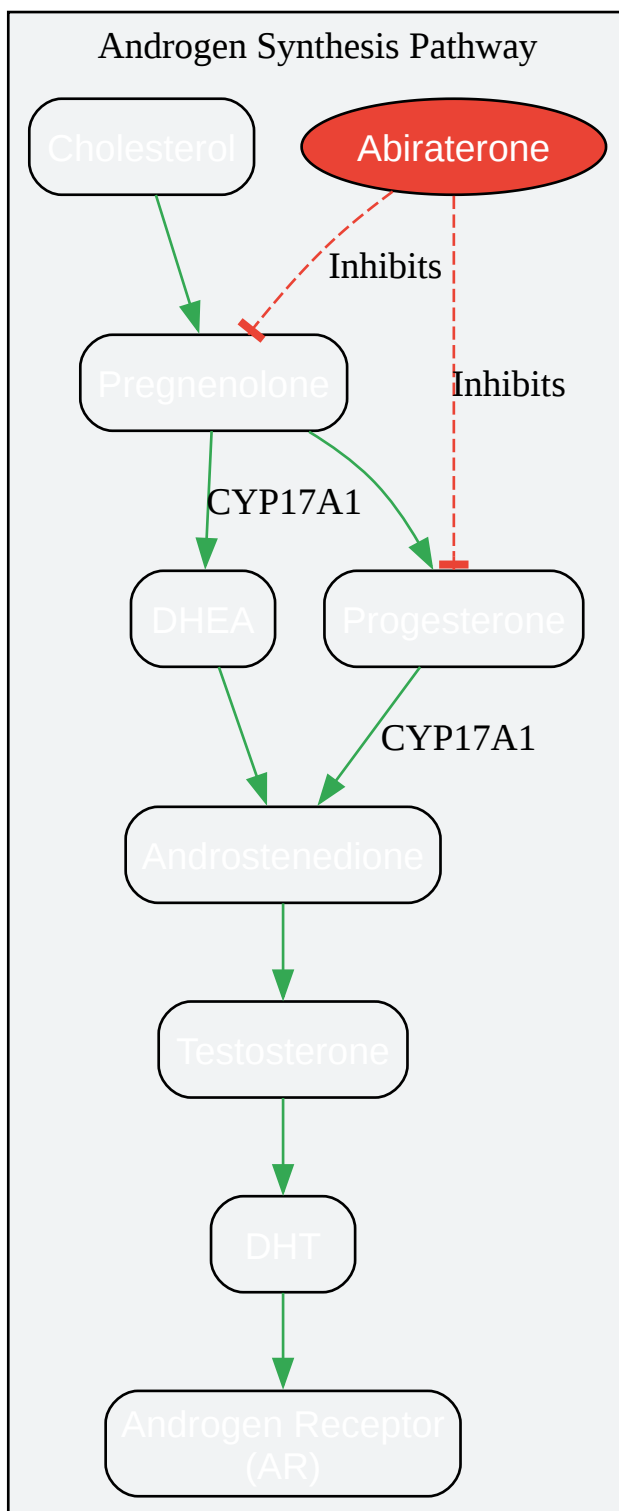 Androgen Synthesis Pathway
Cholesterol
Abiraterone
Inhibits
Pregnenolone
Inhibits
CYP17A1
DHEA
Progesterone
CYP17A1
Androstenedione
Testosterone
DHT
Androgen Receptor
(AR)